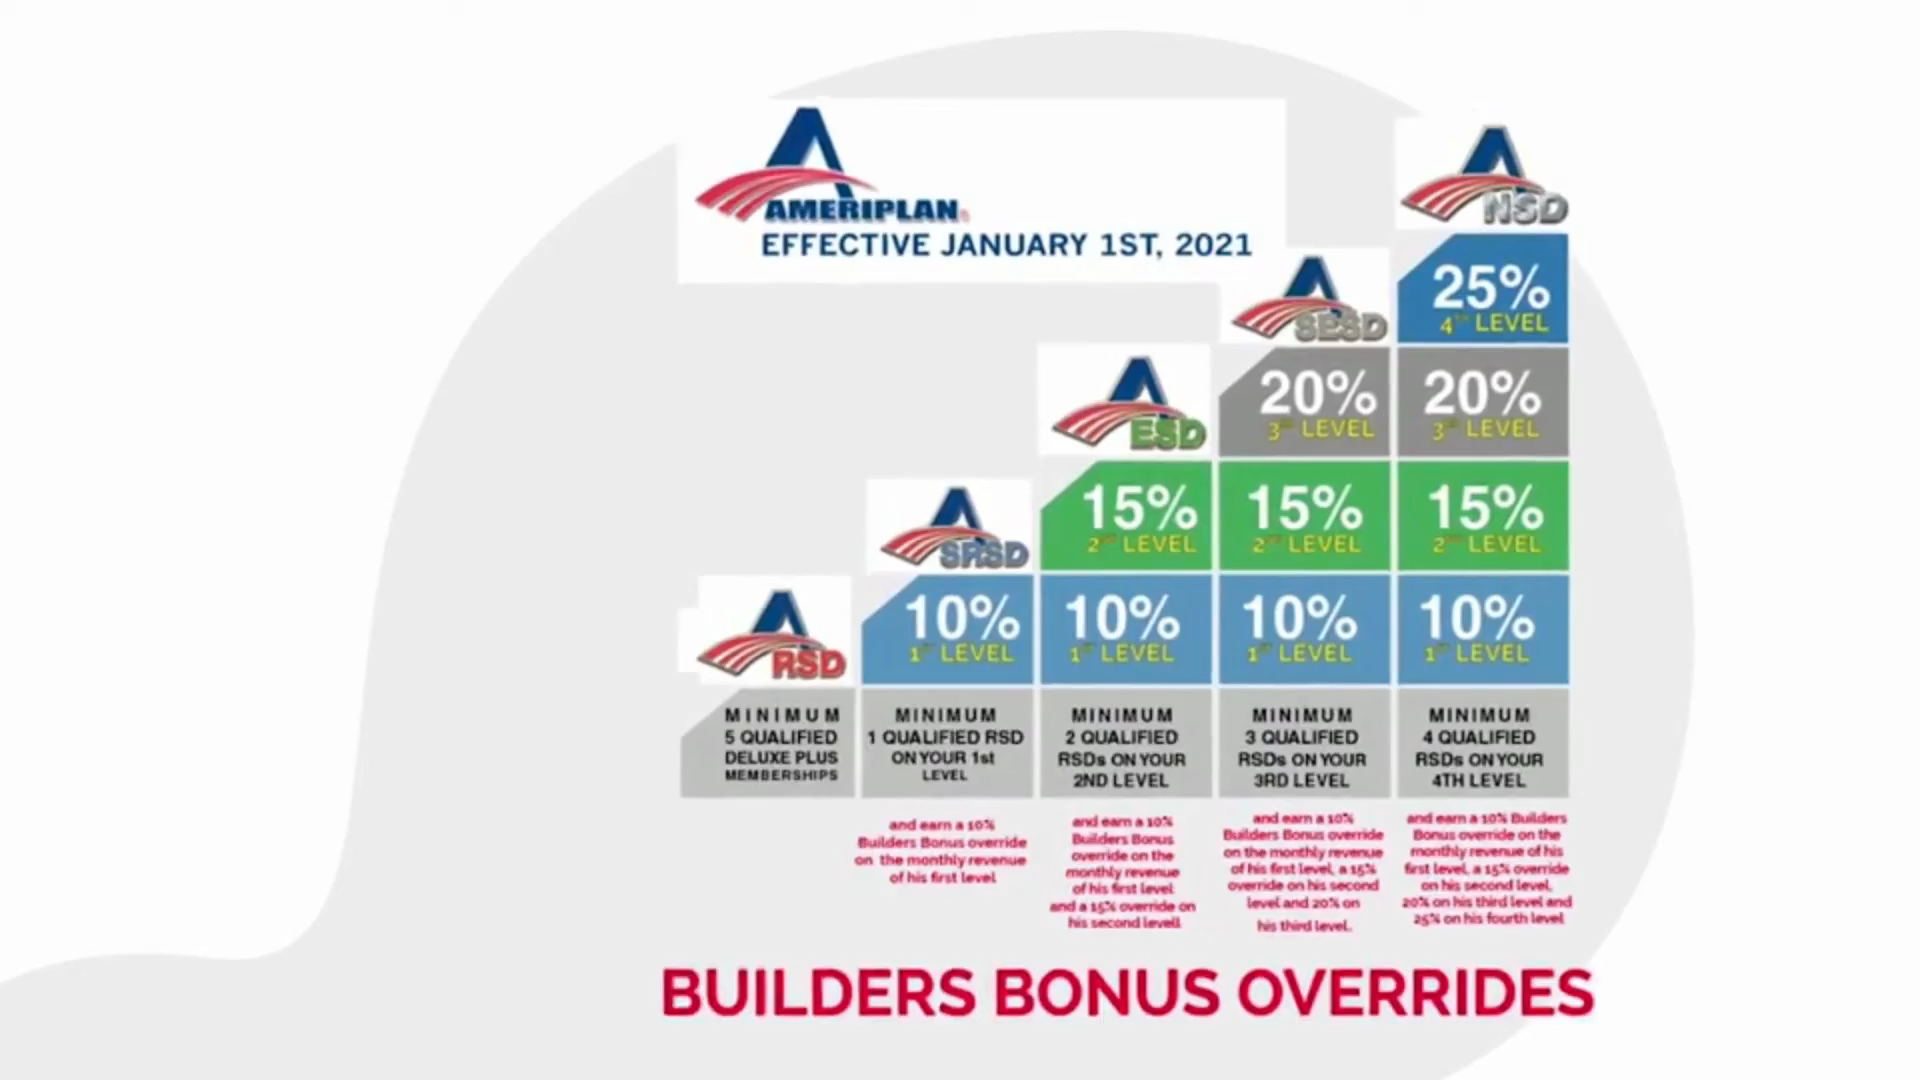 AMERIPLAN®
EFFECTIVE JANUARY 1ST, 2021
NSD
25%
4TH LEVEL
SESD
20%
3RD LEVEL
20%
3RD LEVEL
ESD
15%
2ND LEVEL
15%
2ND LEVEL
15%
2ND LEVEL
SRSD
10%
1ST LEVEL
10%
1ST LEVEL
10%
1ST LEVEL
10%
1ST LEVEL
RSD
MINIMUM
5 QUALIFIED
DELUXE PLUS
MEMBERSHIPS
MINIMUM
1 QUALIFIED RSD
ON YOUR 1st
LEVEL
MINIMUM
2 QUALIFIED
RSDs ON YOUR
2ND LEVEL
MINIMUM
3 QUALIFIED
RSDs ON YOUR
3RD LEVEL
MINIMUM
4 QUALIFIED
RSDs ON YOUR
4TH LEVEL
and earn a 10%
Builders Bonus override
on the monthly revenue
of his first level
and earn a 10%
Builders Bonus
override on the
monthly revenue
of his first level
and a 15% override on
his second levell
and earn a 10%
Builders Bonus override
on the monthly revenue
of his first level, a 15%
override on his second
level and 20% on
his third level.
and earn a 10% Builders
Bonus override on the
monthly revenue of his
first level, a 15% override
on his second level,
20% on his third level and
25% on his fourth level
BUILDERS BONUS OVERRIDES